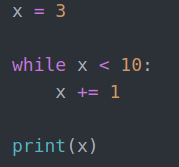 x = 3

while x < 10:
    x += 1

print(x)